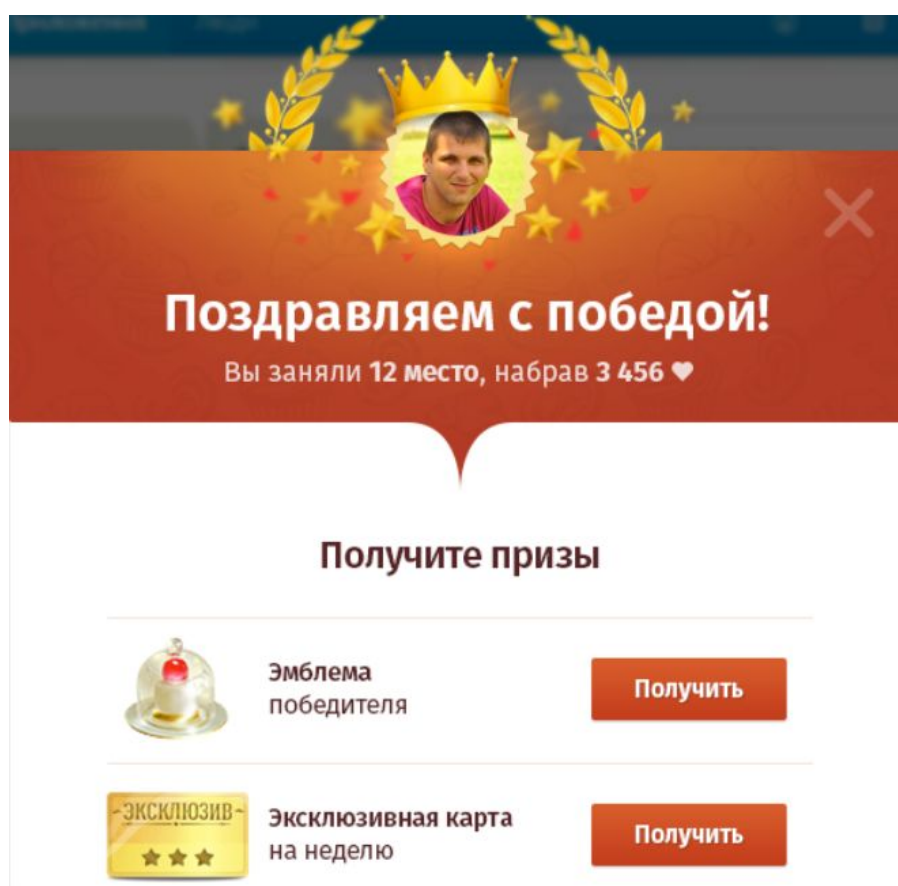 Поздравляем с победой!
Вы заняли 12 место, набрав 3 456 ♥
Получите призы
Эмблема
победителя
Получить
ЭКСКЛЮЗИВ
Эксклюзивная карта
на неделю
Получить